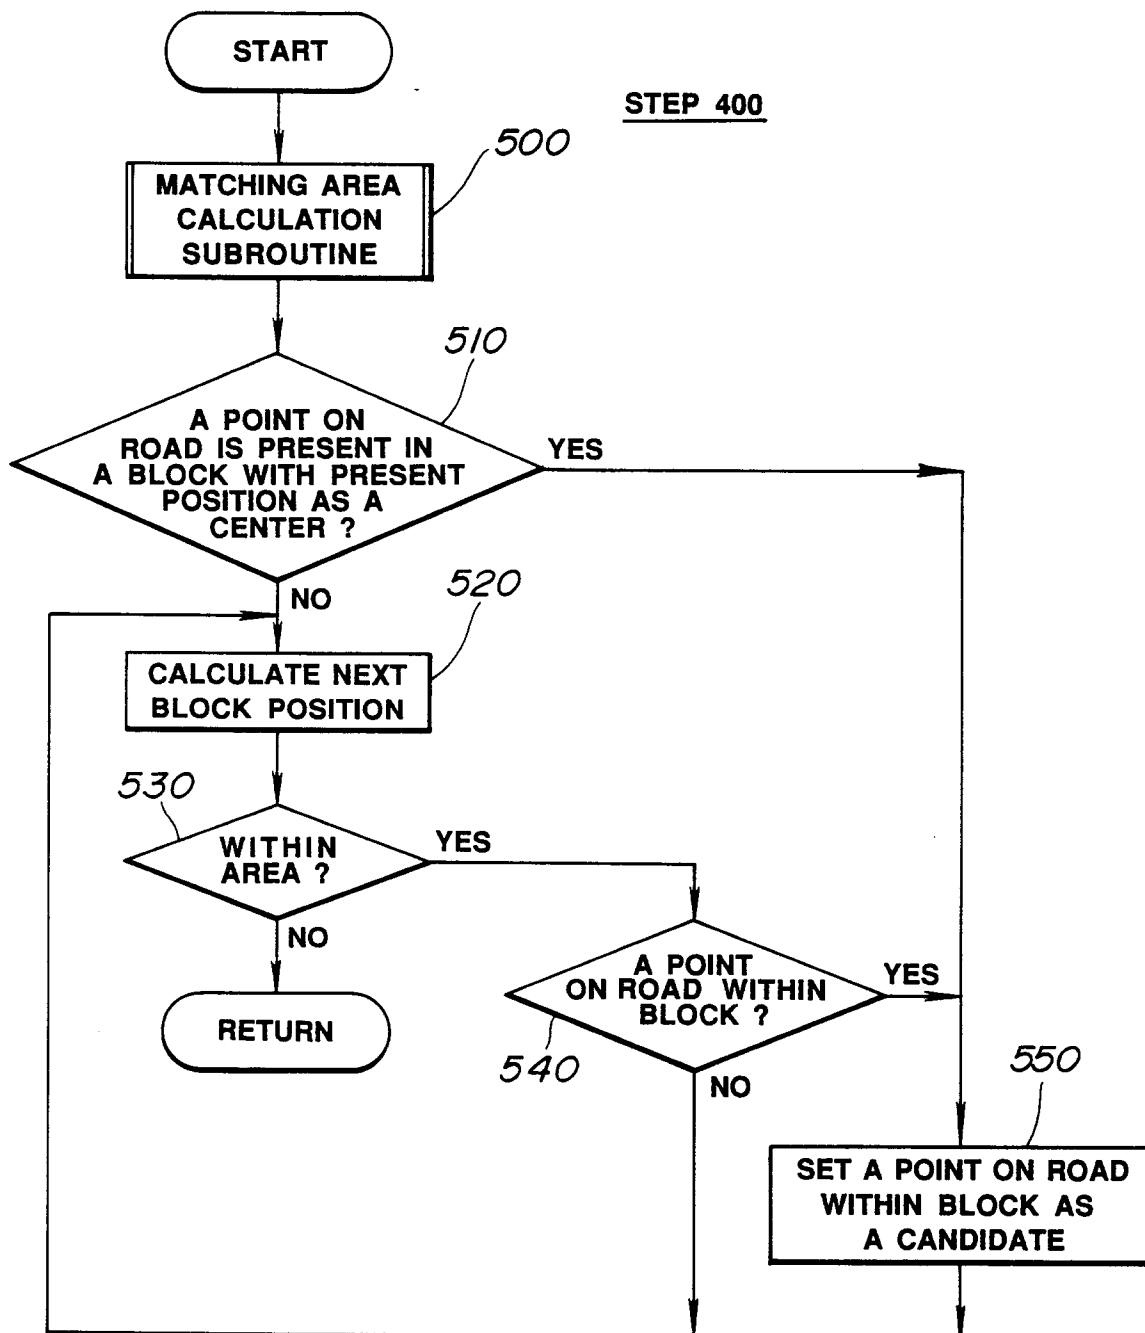 START
STEP 400
500
MATCHING AREA
CALCULATION
SUBROUTINE
510
A POINT ON
ROAD IS PRESENT IN
A BLOCK WITH PRESENT
POSITION AS A
CENTER ?
YES
NO
520
CALCULATE NEXT
BLOCK POSITION
530
WITHIN
AREA ?
YES
NO
RETURN
A POINT
ON ROAD WITHIN
BLOCK ?
YES
540
NO
550
SET A POINT ON ROAD
WITHIN BLOCK AS
A CANDIDATE